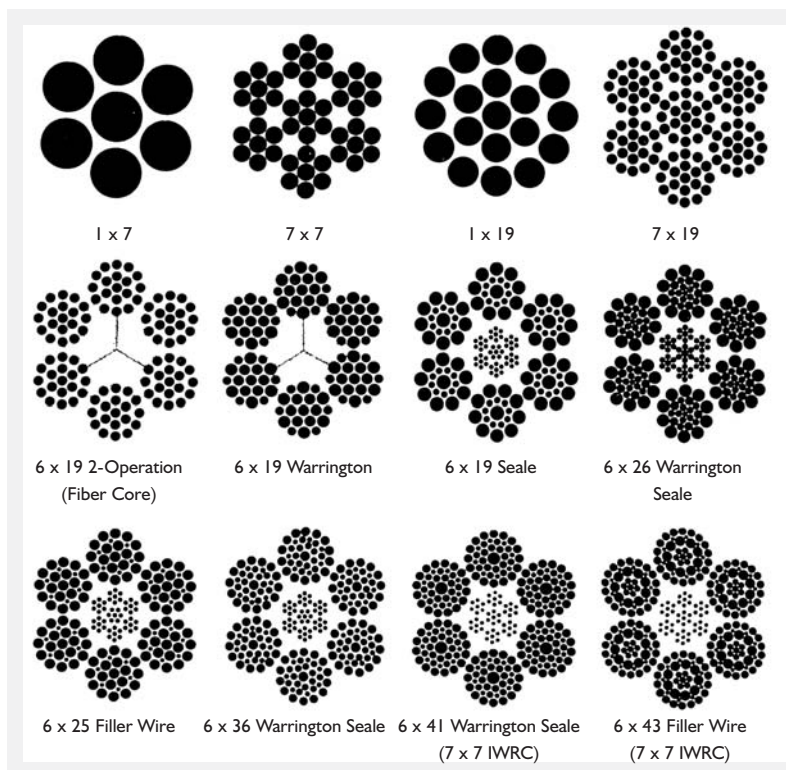 1 x 7
7 x 7
1 x 19
7 x 19
6 x 19 2-Operation
(Fiber Core)
6 x 19 Warrington
6 x 19 Seale
6 x 26 Warrington
Seale
6 x 25 Filler Wire
6 x 36 Warrington Seale
6 x 41 Warrington Seale
(7 x 7 IWRC)
6 x 43 Filler Wire
(7 x 7 IWRC)